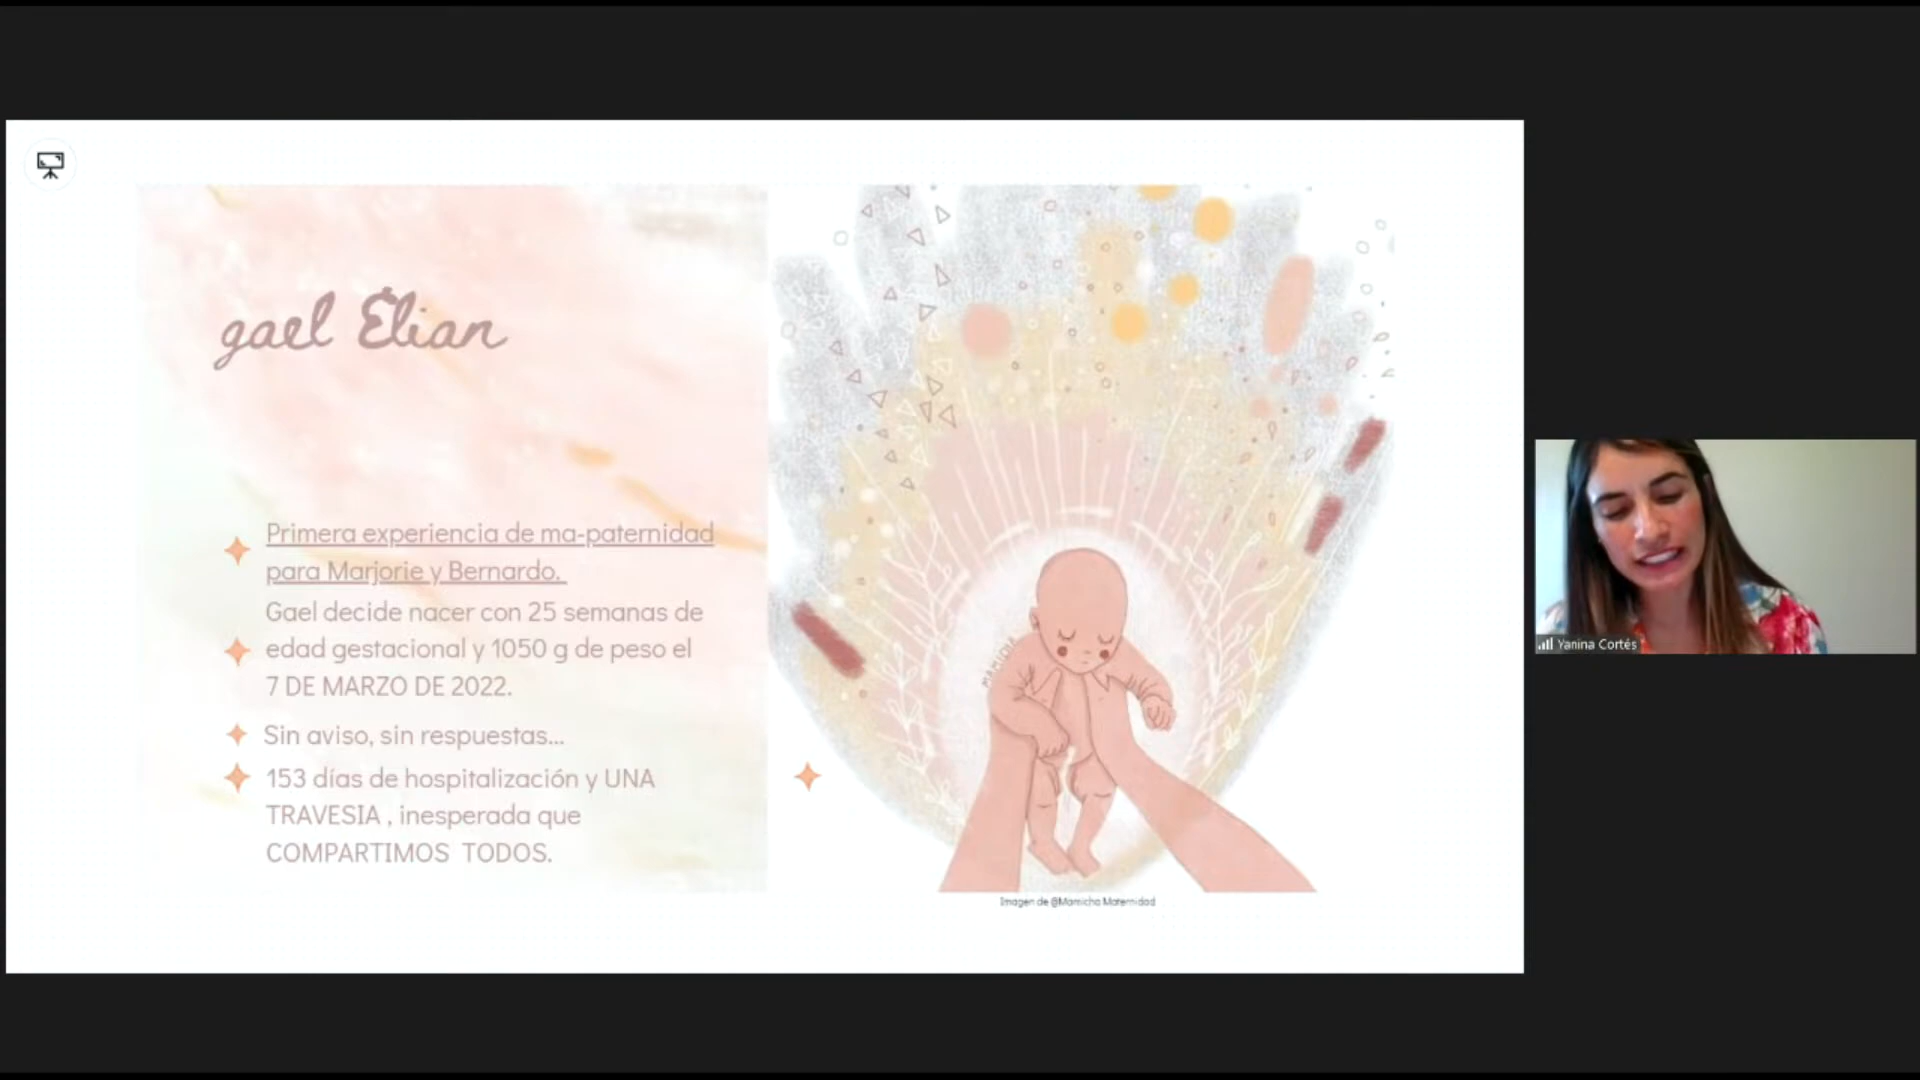 gael Élian
Primera experiencia de ma-paternidad
para Marjorie y Bernardo.
Gael decide nacer con 25 semanas de
edad gestacional y 1050 g de peso el
7 DE MARZO DE 2022.
Sin aviso, sin respuestas...
153 días de hospitalización y UNA
TRAVESIA , inesperada que
COMPARTIMOS TODOS.
MAMICHA
Imagen de @Mamicha Maternidad
Yanina Cortés